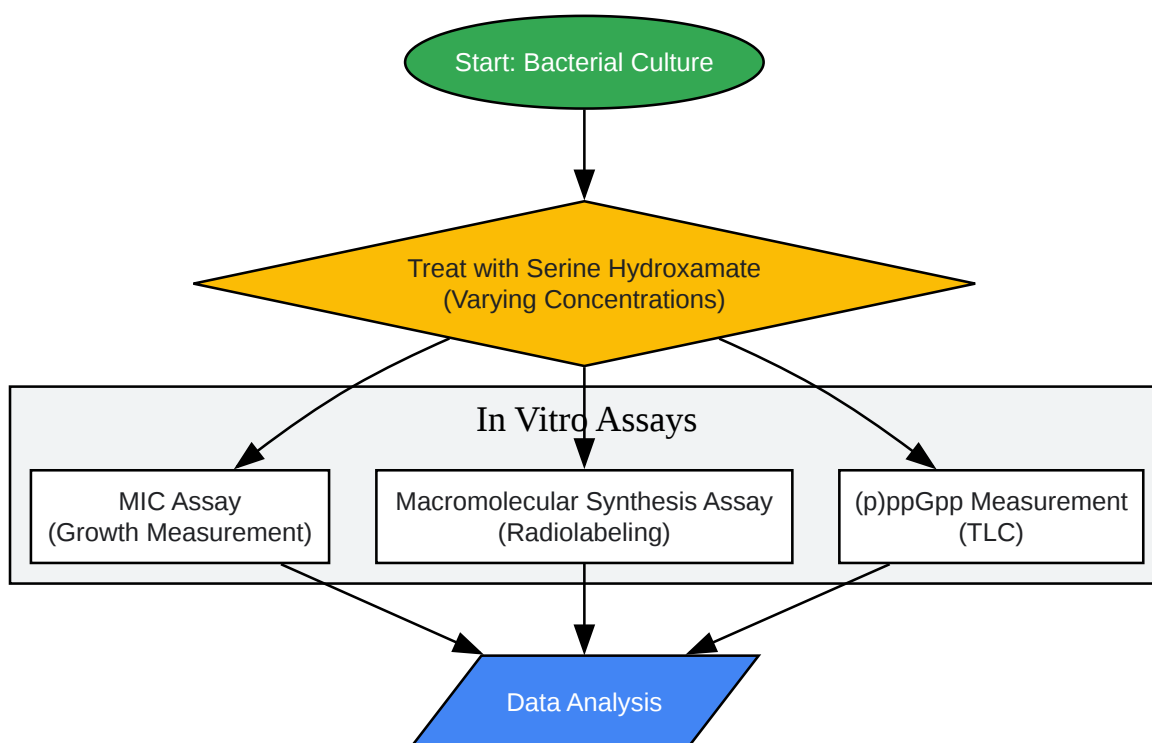 Start: Bacterial Culture
Treat with Serine Hydroxamate
(Varying Concentrations)
In Vitro Assays
MIC Assay
(Growth Measurement)
Macromolecular Synthesis Assay
(Radiolabeling)
(p)ppGpp Measurement
(TLC)
Data Analysis